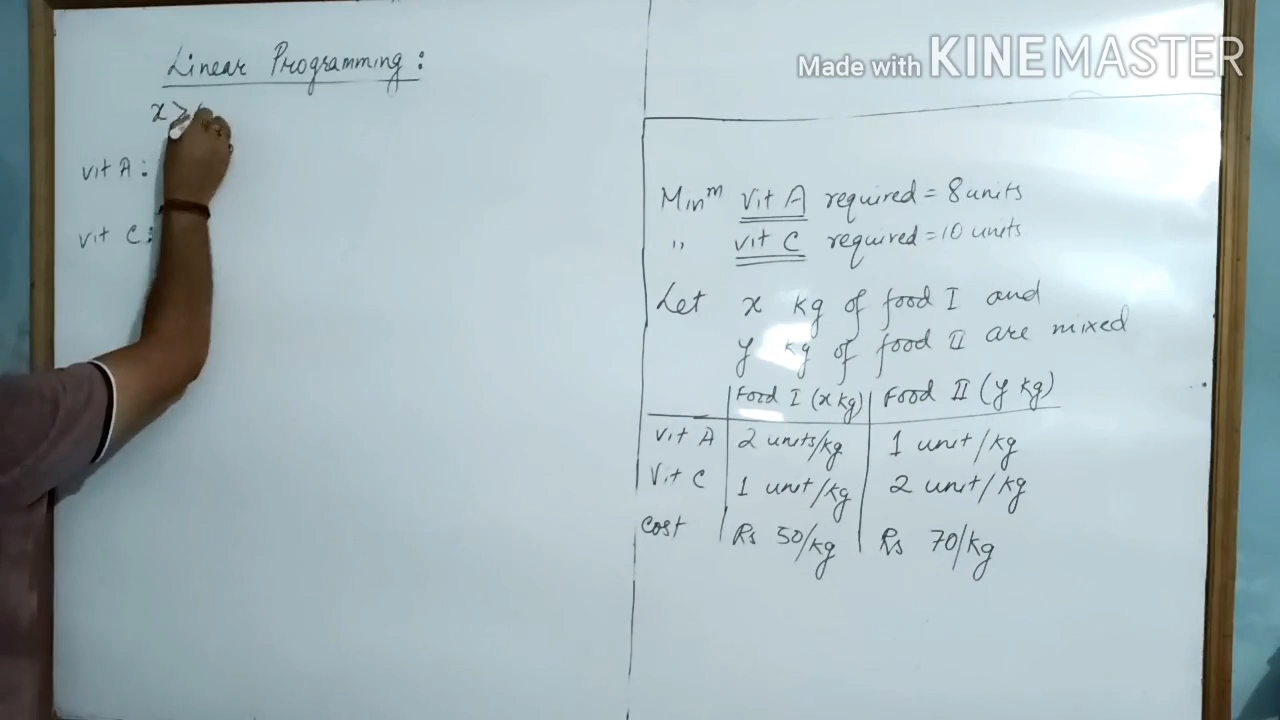 Linear Programming :
x ≥
Vit A :
Vit C :
Made with KINEMASTER
Minᵐ Vit A required = 8 units
,, Vit C required = 10 units
Let x kg of food I and
y kg of food II are mixed
Food I (x kg) Food II (y kg)
Vit A 2 units/kg 1 unit/kg
Vit C 1 unit/kg 2 unit/kg
Cost Rs 50/kg Rs 70/kg